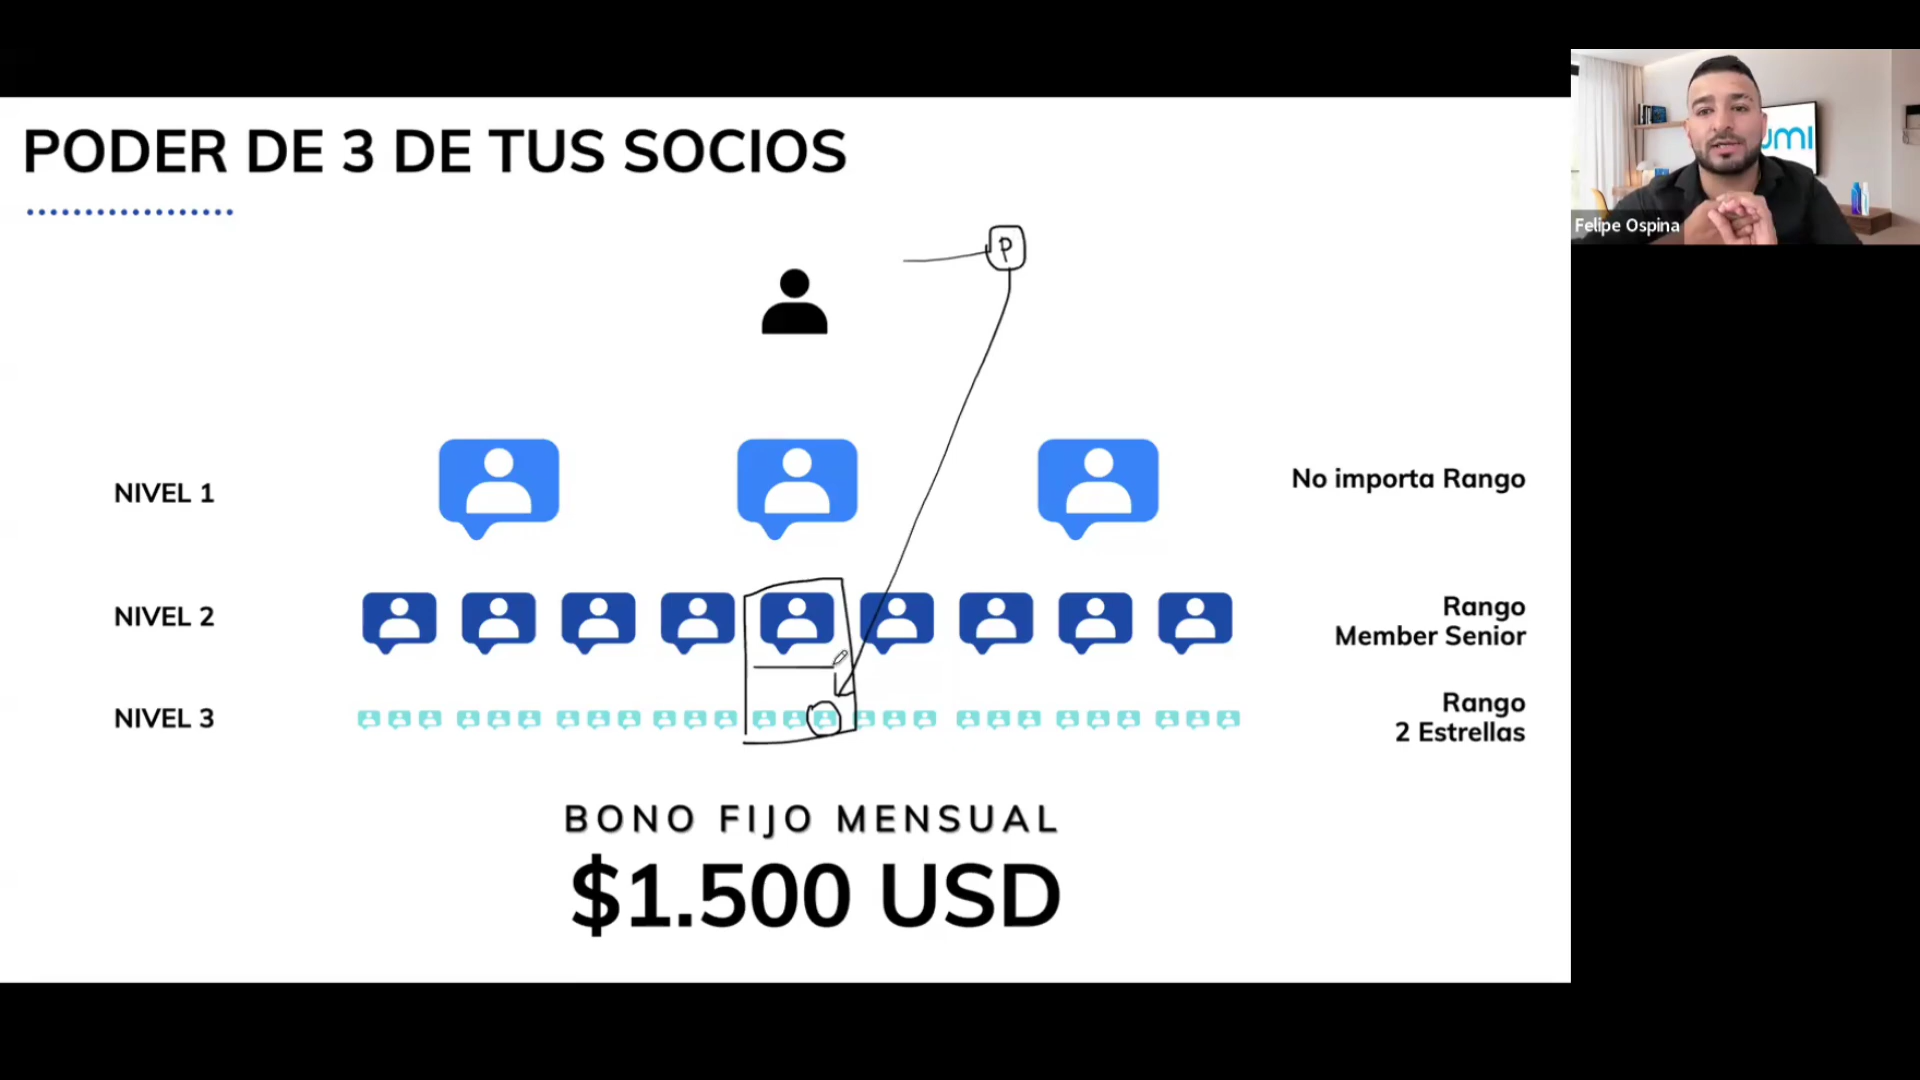 PODER DE 3 DE TUS SOCIOS
P
NIVEL 1
No importa Rango
NIVEL 2
Rango
Member Senior
NIVEL 3
Rango
2 Estrellas
BONO FIJO MENSUAL
$1.500 USD
umi
Felipe Ospina